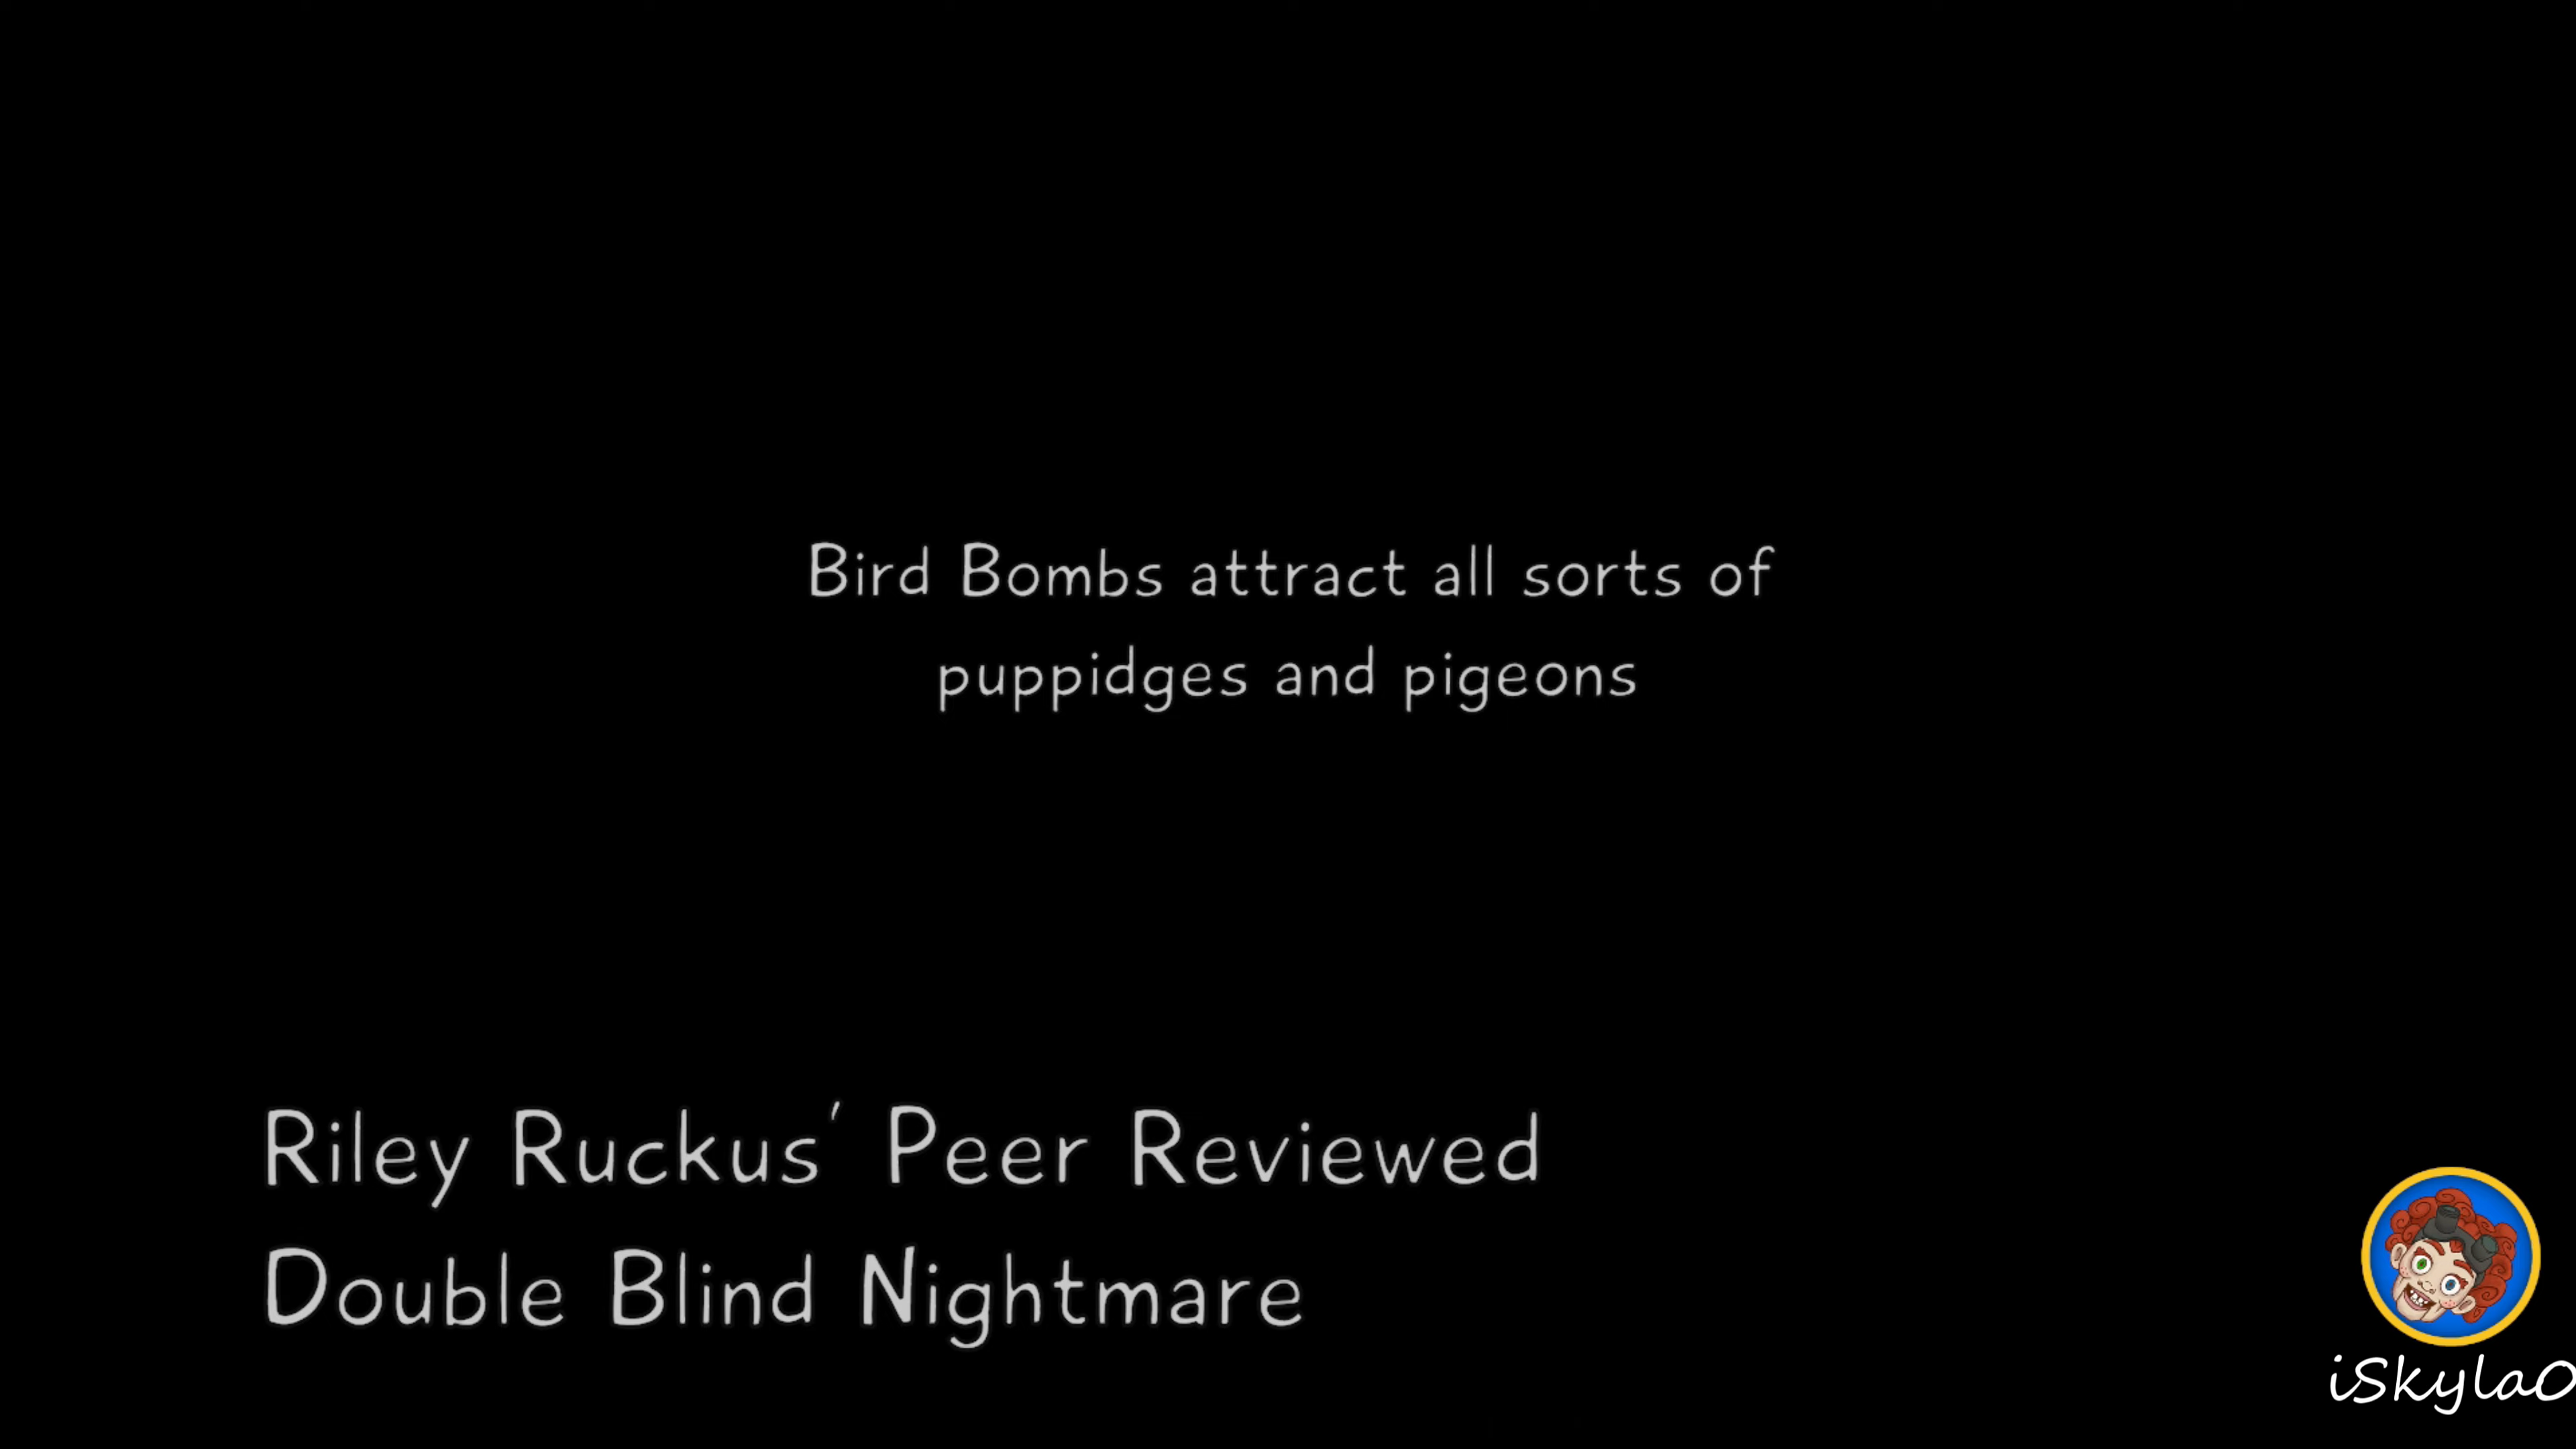 Bird Bombs attract all sorts of
puppidges and pigeons
Riley Ruckus' Peer Reviewed
Double Blind Nightmare
iSkylaO